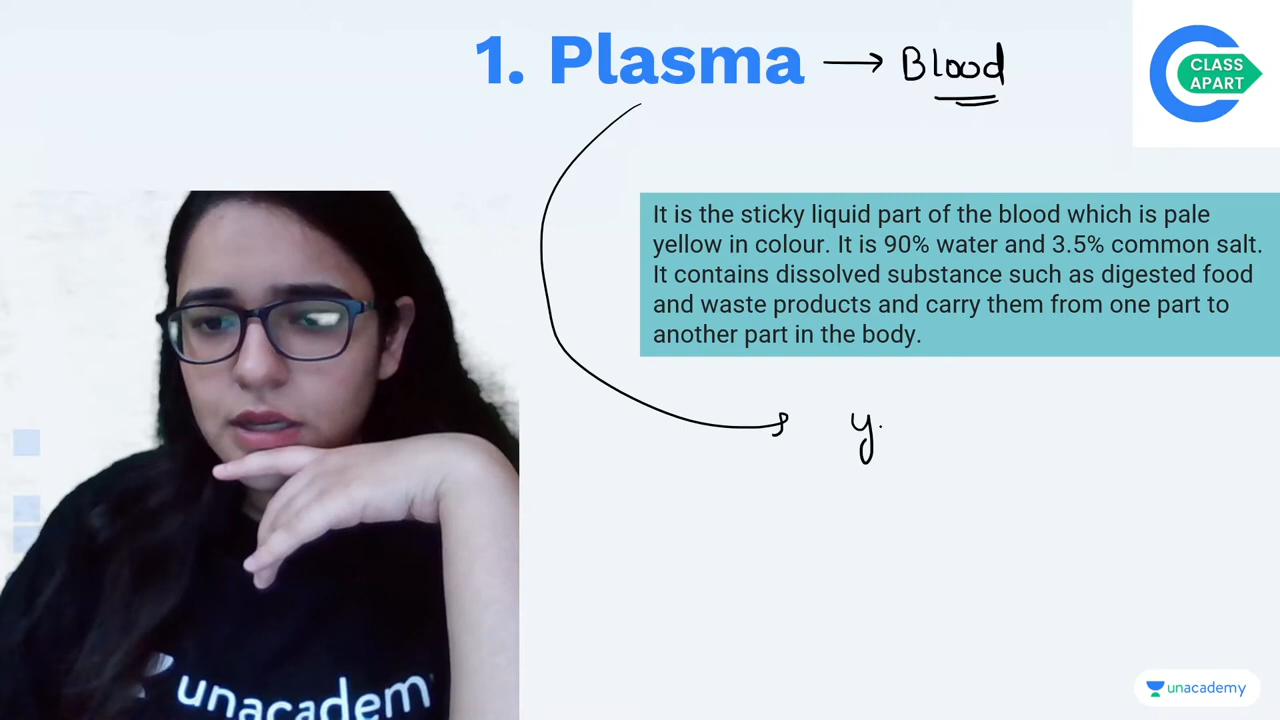 1. Plasma → Blood
CLASS
APART
It is the sticky liquid part of the blood which is pale
yellow in colour. It is 90% water and 3.5% common salt.
It contains dissolved substance such as digested food
and waste products and carry them from one part to
another part in the body.
y
unacademy
unacademy